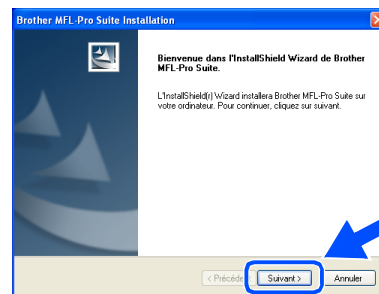 Brother MFL-Pro Suite Installation
Bienvenue dans l'InstallShield Wizard de Brother
MFL-Pro Suite.
L'InstallShield(r) Wizard installera Brother MFL-Pro Suite sur
votre ordinateur. Pour continuer, cliquez sur suivant.
< Précéde
Suivant >
Annuler